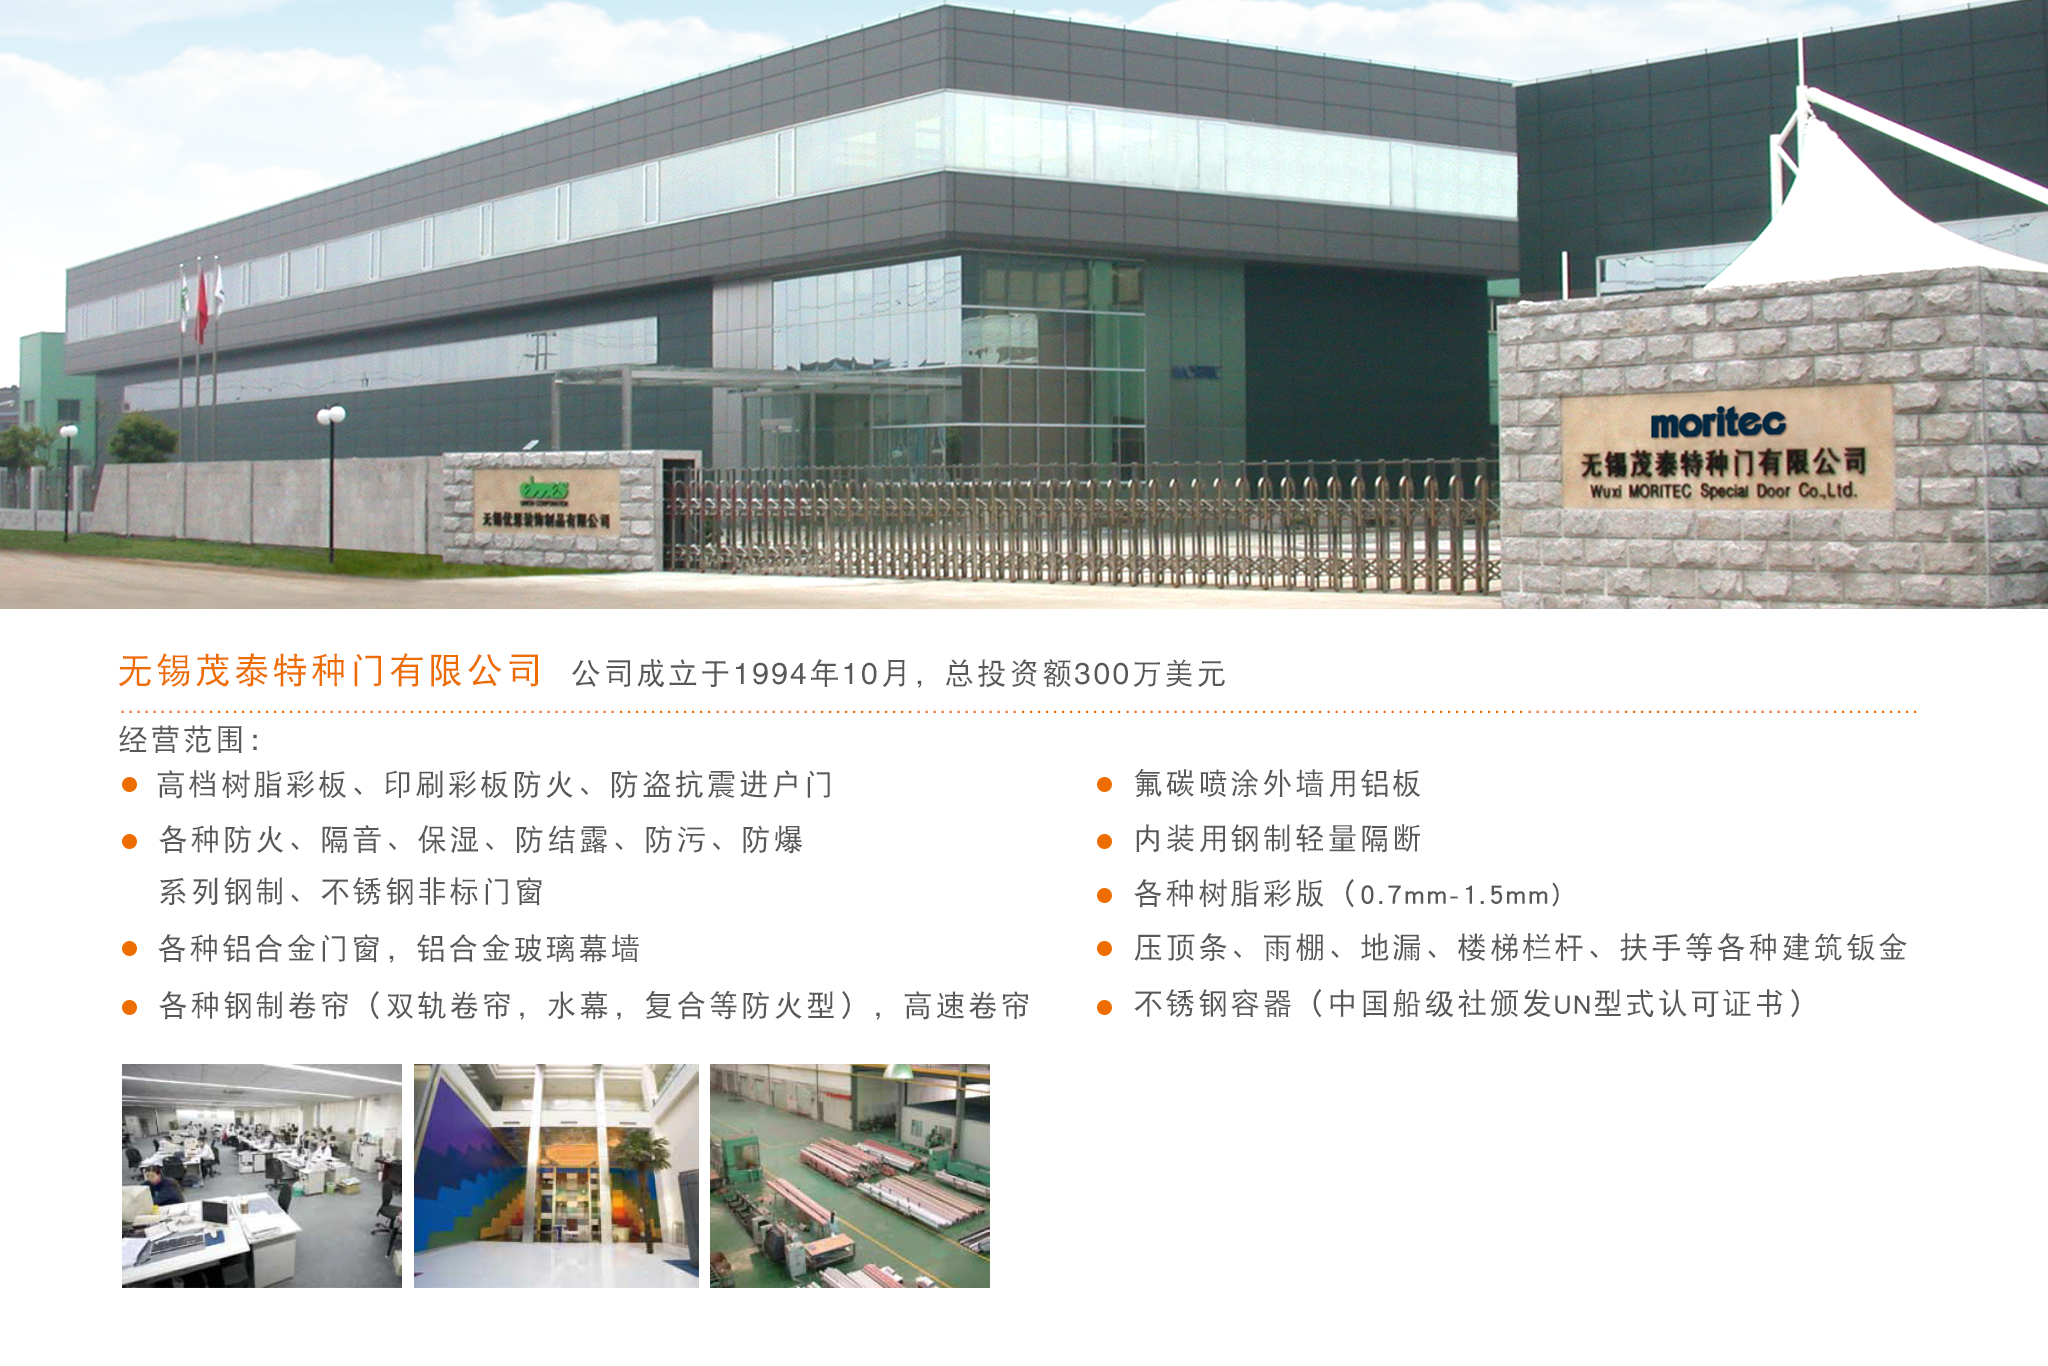 moritec
无锡茂泰特种门有限公司
Wuxi MORITEC Special Door Co.,Ltd.
无锡优恩装饰制品有限公司
无锡茂泰特种门有限公司 公司成立于1994年10月，总投资额300万美元
经营范围：
高档树脂彩板、印刷彩板防火、防盗抗震进户门
各种防火、隔音、保湿、防结露、防污、防爆
系列钢制、不锈钢非标门窗
各种铝合金门窗，铝合金玻璃幕墙
各种钢制卷帘（双轨卷帘，水幕，复合等防火型），高速卷帘
氟碳喷涂外墙用铝板
内装用钢制轻量隔断
各种树脂彩版（0.7mm-1.5mm）
压顶条、雨棚、地漏、楼梯栏杆、扶手等各种建筑钣金
不锈钢容器（中国船级社颁发UN型式认可证书）